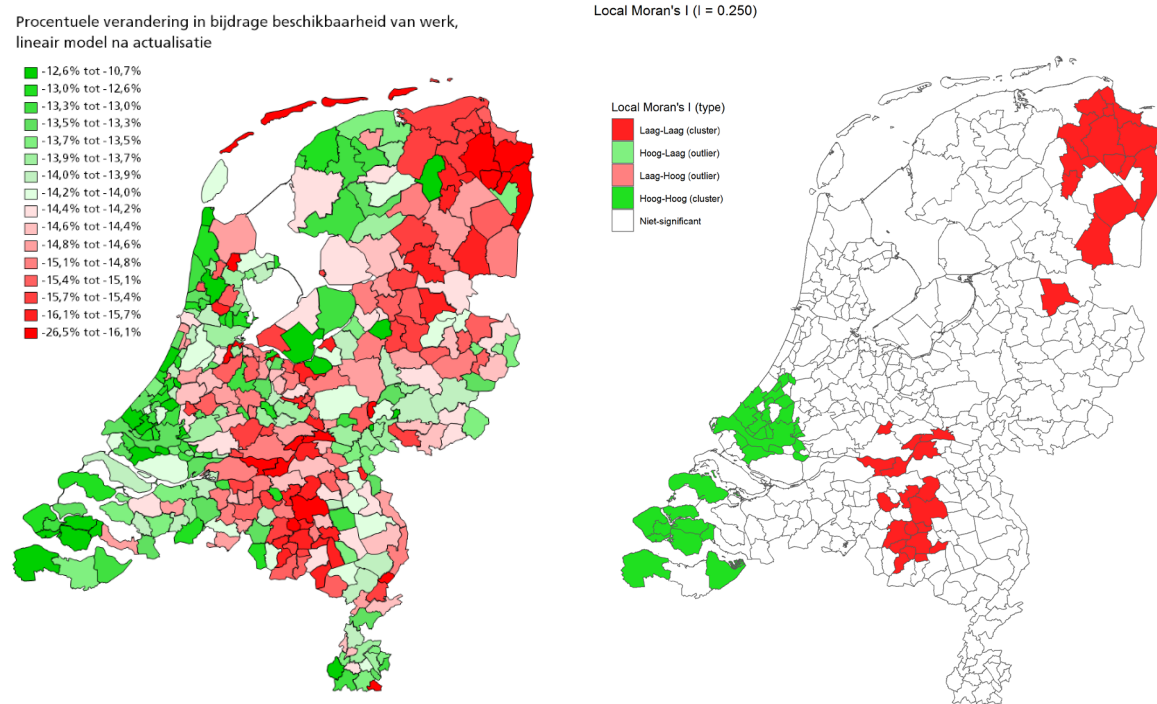 Procentuele verandering in bijdrage beschikbaarheid van werk,
lineair model na actualisatie
-12,6% tot -10,7%
-13,0% tot -12,6%
-13,3% tot -13,0%
-13,5% tot -13,3%
-13,7% tot -13,5%
-13,9% tot -13,7%
-14,0% tot -13,9%
-14,2% tot -14,0%
-14,4% tot -14,2%
-14,6% tot -14,4%
-14,8% tot -14,6%
-15,1% tot -14,8%
-15,4% tot -15,1%
-15,7% tot -15,4%
-16,1% tot -15,7%
-26,5% tot -16,1%
Local Moran's I (I = 0.250)
Local Moran's I (type)
Laag-Laag (cluster)
Hoog-Laag (outlier)
Laag-Hoog (outlier)
Hoog-Hoog (cluster)
Niet-significant